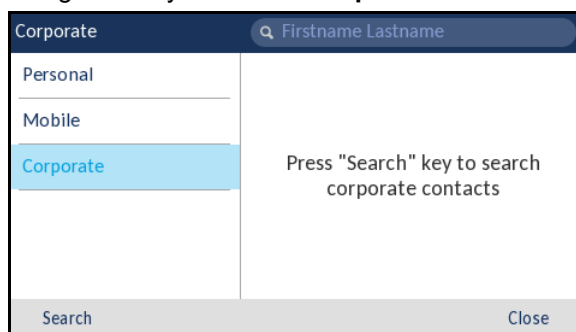 Corporate
Firstname Lastname
Personal
Mobile
Corporate
Press "Search" key to search
corporate contacts
Search
Close